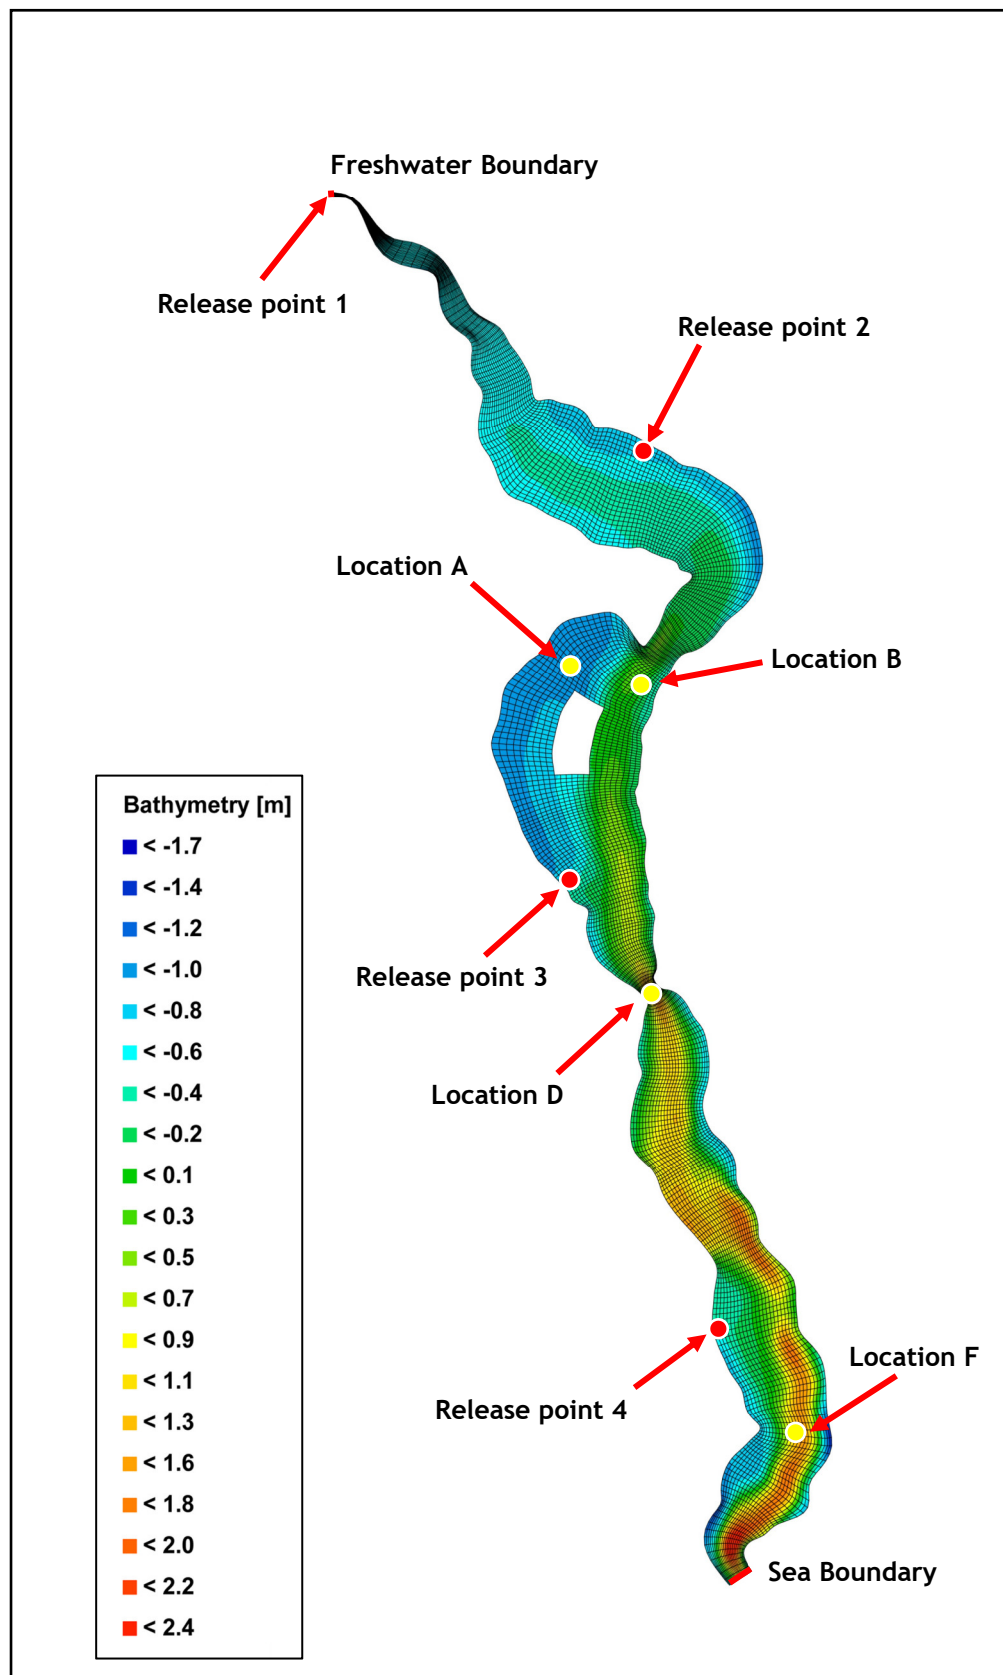 Freshwater Boundary
Release point 1
Release point 2
Location A
Location B
Bathymetry [m]
< -1.7
< -1.4
< -1.2
< -1.0
< -0.8
< -0.6
< -0.4
< -0.2
< 0.1
< 0.3
< 0.5
< 0.7
< 0.9
< 1.1
< 1.3
< 1.6
< 1.8
< 2.0
< 2.2
< 2.4
Release point 3
Location D
Location F
Release point 4
Sea Boundary